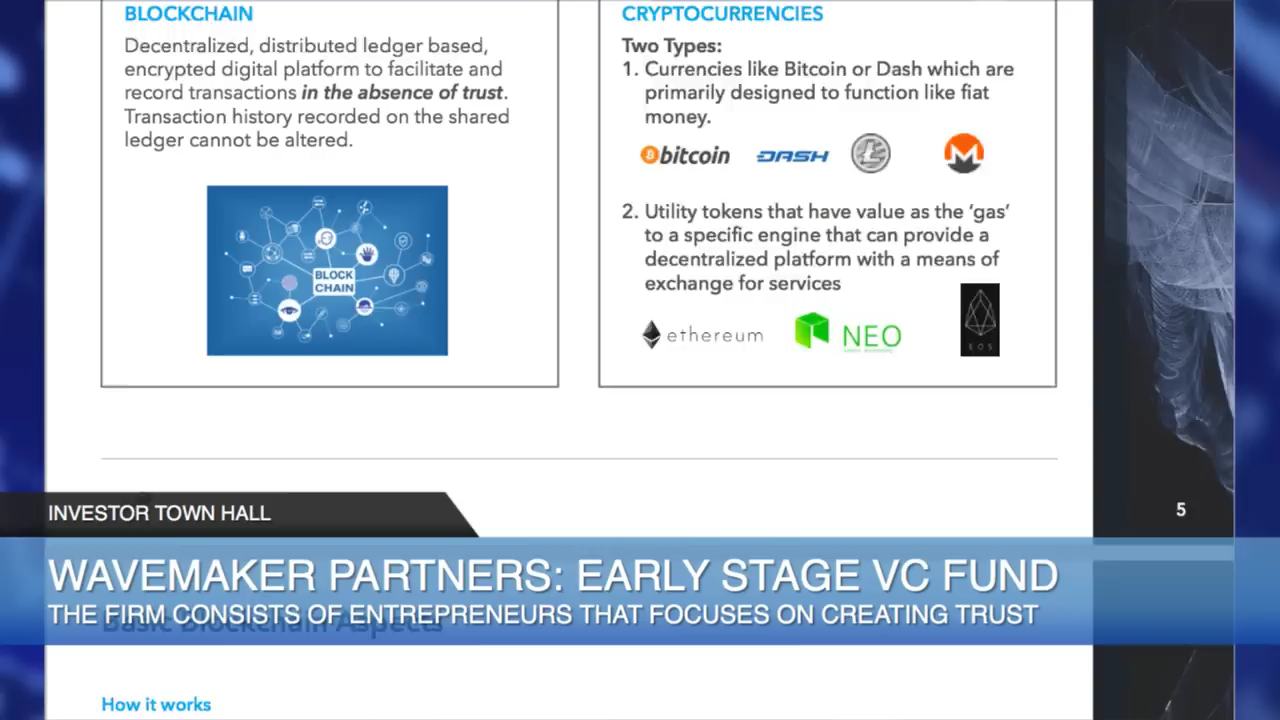 BLOCKCHAIN
Decentralized, distributed ledger based,
encrypted digital platform to facilitate and
record transactions in the absence of trust.
Transaction history recorded on the shared
ledger cannot be altered.
BLOCK
CHAIN
CRYPTOCURRENCIES
Two Types:
1. Currencies like Bitcoin or Dash which are
primarily designed to function like fiat
money.
bitcoin
DASH
2. Utility tokens that have value as the ‘gas’
to a specific engine that can provide a
decentralized platform with a means of
exchange for services
ethereum
NEO
EOS
5
INVESTOR TOWN HALL
WAVEMAKER PARTNERS: EARLY STAGE VC FUND
THE FIRM CONSISTS OF ENTREPRENEURS THAT FOCUSES ON CREATING TRUST
Basic Blockchain Aspects
How it works